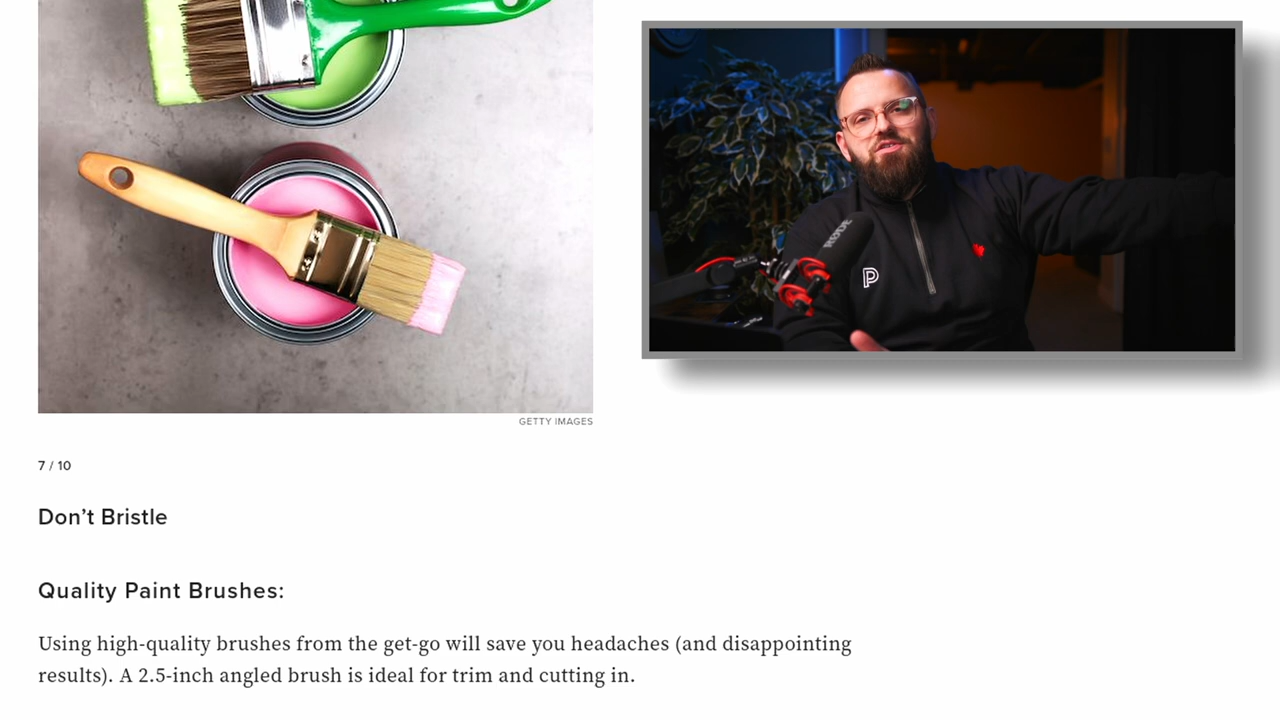 RODE
P
GETTY IMAGES
7 / 10
Don’t Bristle
Quality Paint Brushes:
Using high-quality brushes from the get-go will save you headaches (and disappointing
results). A 2.5-inch angled brush is ideal for trim and cutting in.